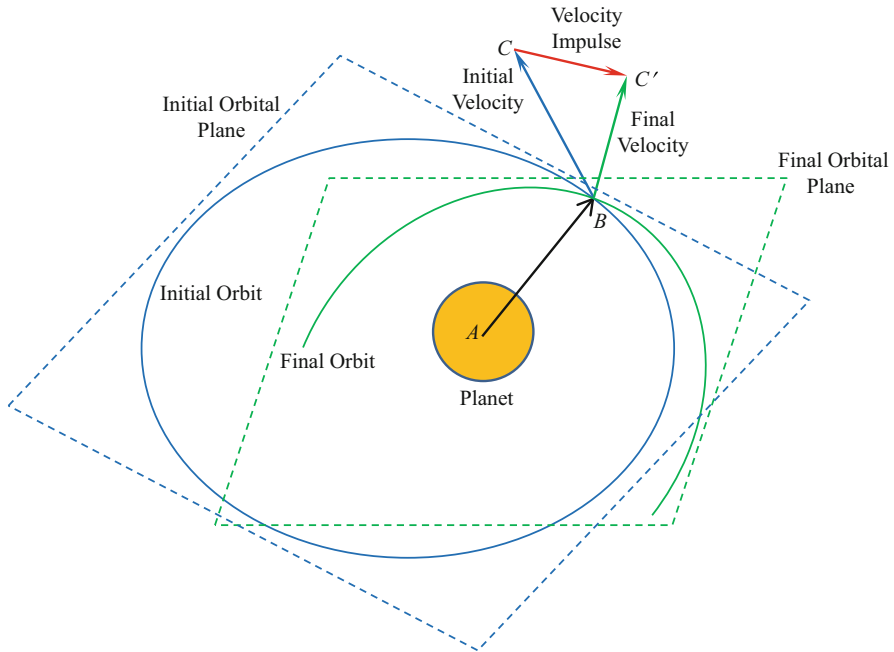 Velocity
Impulse
C
C′
Initial
Velocity
Initial Orbital
Plane
Final
Velocity
Final Orbital
Plane
B
Initial Orbit
A
Final Orbit
Planet